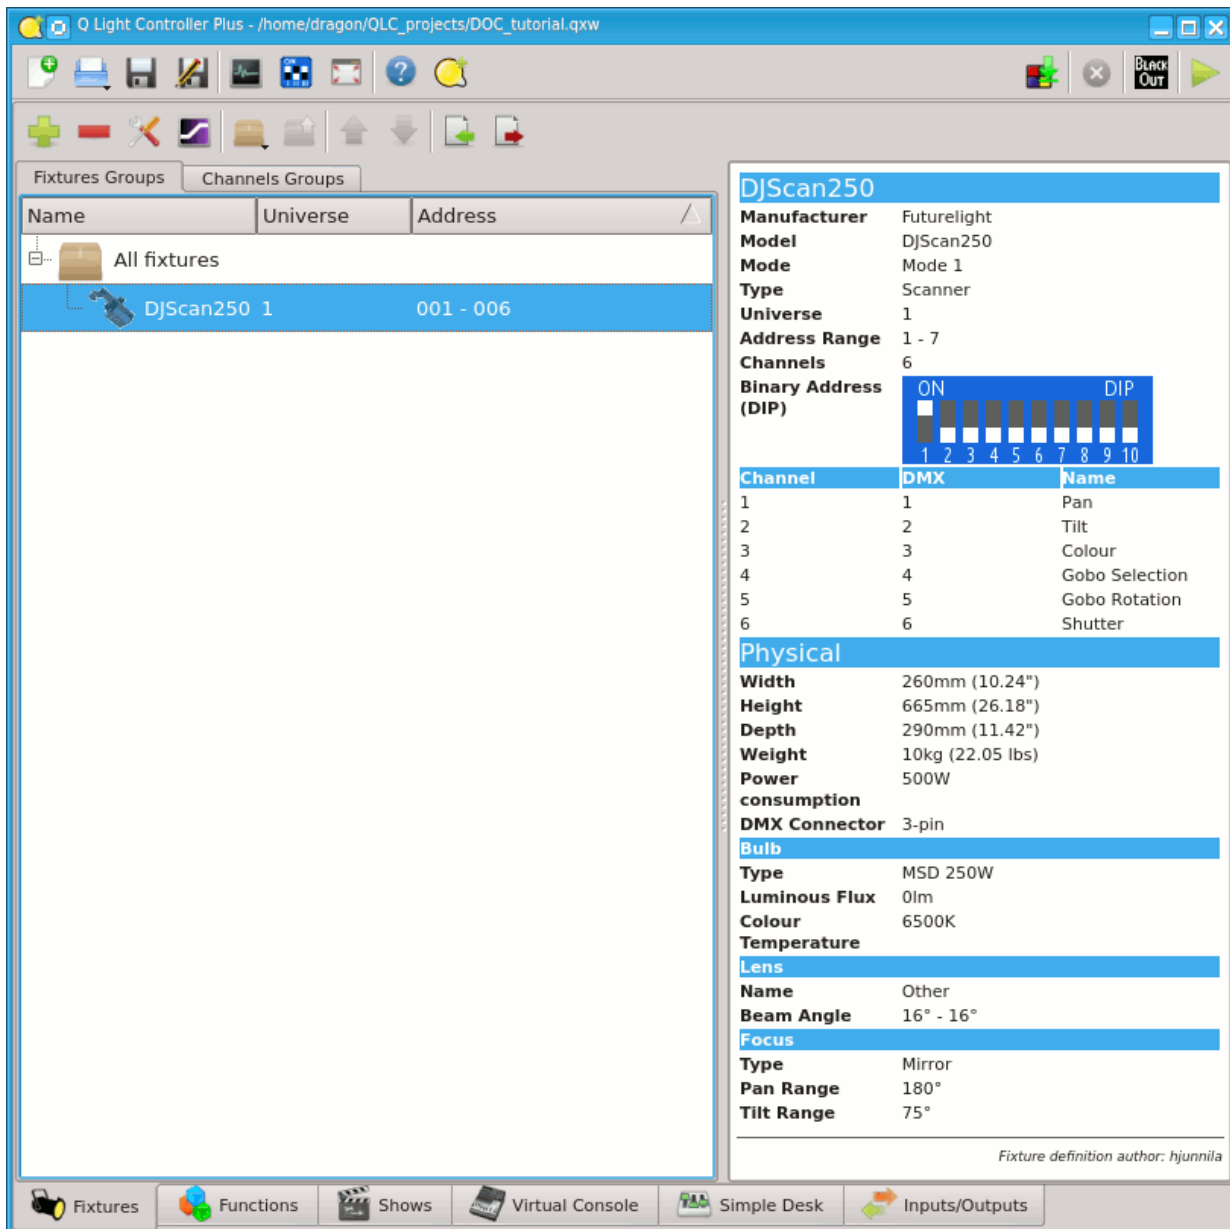 Q Light Controller Plus - /home/dragon/QLC_projects/DOC_tutorial.qxw
BLACK
OUT
Fixtures Groups Channels Groups
Name Universe Address
All fixtures
DJScan250 1 001 - 006
DJScan250
Manufacturer Futurelight
Model DJScan250
Mode Mode 1
Type Scanner
Universe 1
Address Range 1 - 7
Channels 6
Binary Address
(DIP)
ON DIP
1 2 3 4 5 6 7 8 9 10
Channel DMX Name
1 1 Pan
2 2 Tilt
3 3 Colour
4 4 Gobo Selection
5 5 Gobo Rotation
6 6 Shutter
Physical
Width 260mm (10.24")
Height 665mm (26.18")
Depth 290mm (11.42")
Weight 10kg (22.05 lbs)
Power 500W
consumption
DMX Connector 3-pin
Bulb
Type MSD 250W
Luminous Flux 0lm
Colour 6500K
Temperature
Lens
Name Other
Beam Angle 16° - 16°
Focus
Type Mirror
Pan Range 180°
Tilt Range 75°
Fixture definition author: hjunnila
Fixtures Functions Shows Virtual Console Simple Desk Inputs/Outputs